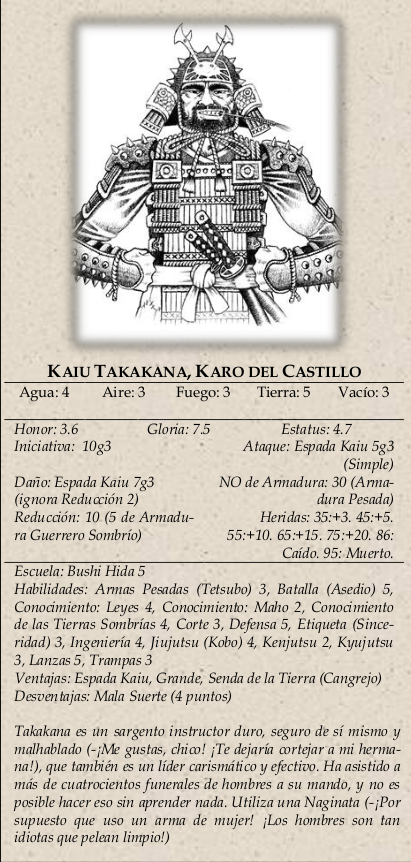 KAIU TAKAKANA, KARO DEL CASTILLO
Agua: 4 Aire: 3 Fuego: 3 Tierra: 5 Vacío: 3
Honor: 3.6 Gloria: 7.5 Estatus: 4.7
Iniciativa: 10g3 Ataque: Espada Kaiu 5g3
(Simple)
Daño: Espada Kaiu 7g3 NO de Armadura: 30 (Arma-
(ignora Reducción 2) dura Pesada)
Reducción: 10 (5 de Armadu- Heridas: 35:+3. 45:+5.
ra Guerrero Sombrío) 55:+10. 65:+15. 75:+20. 86:
Caído. 95: Muerto.
Escuela: Bushi Hida 5
Habilidades: Armas Pesadas (Tetsubo) 3, Batalla (Asedio) 5,
Conocimiento: Leyes 4, Conocimiento: Maho 2, Conocimiento
de las Tierras Sombrías 4, Corte 3, Defensa 5, Etiqueta (Since-
ridad) 3, Ingeniería 4, Jiujutsu (Kobo) 4, Kenjutsu 2, Kyujutsu
3, Lanzas 5, Trampas 3
Ventajas: Espada Kaiu, Grande, Senda de la Tierra (Cangrejo)
Desventajas: Mala Suerte (4 puntos)
Takakana es un sargento instructor duro, seguro de sí mismo y
malhablado (-¡Me gustas, chico! ¡Te dejaría cortejar a mi herma-
na!), que también es un líder carismático y efectivo. Ha asistido a
más de cuatrocientos funerales de hombres a su mando, y no es
posible hacer eso sin aprender nada. Utiliza una Naginata (-¡Por
supuesto que uso un arma de mujer! ¡Los hombres son tan
idiotas que pelean limpio!)